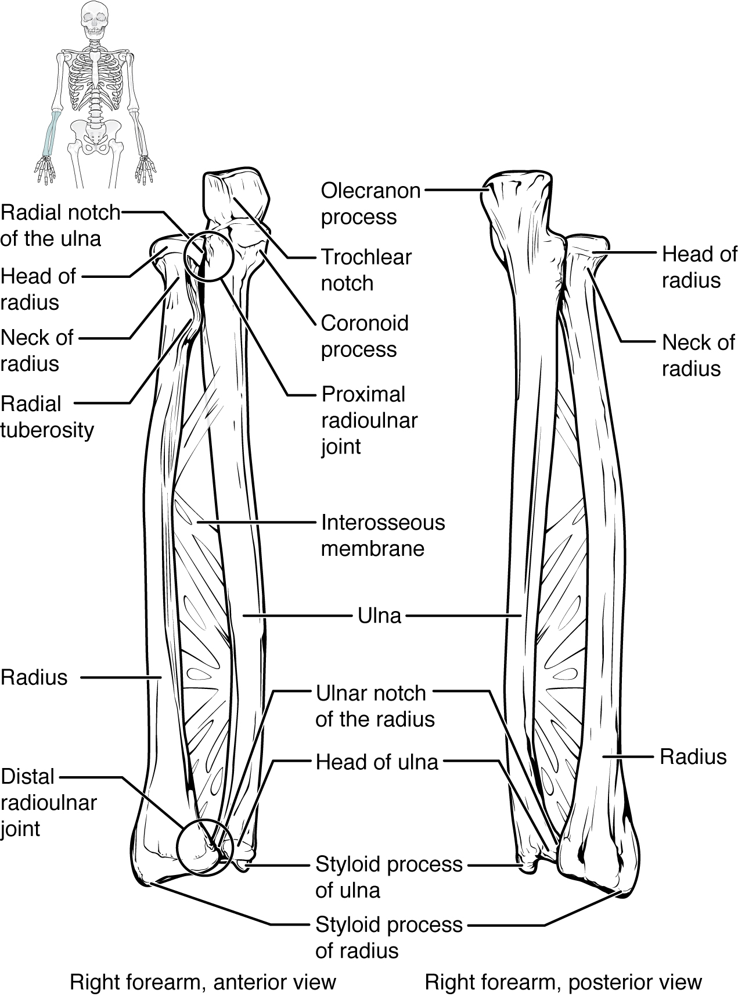 Radial notch
of the ulna
Head of
radius
Neck of
radius
Radial
tuberosity
Radius
Distal
radioulnar
joint
Olecranon
process
Trochlear
notch
Coronoid
process
Proximal
radioulnar
joint
Interosseous
membrane
Ulna
Ulnar notch
of the radius
Head of ulna
Styloid process
of ulna
Styloid process
of radius
Head of
radius
Neck of
radius
Radius
Right forearm, anterior view
Right forearm, posterior view